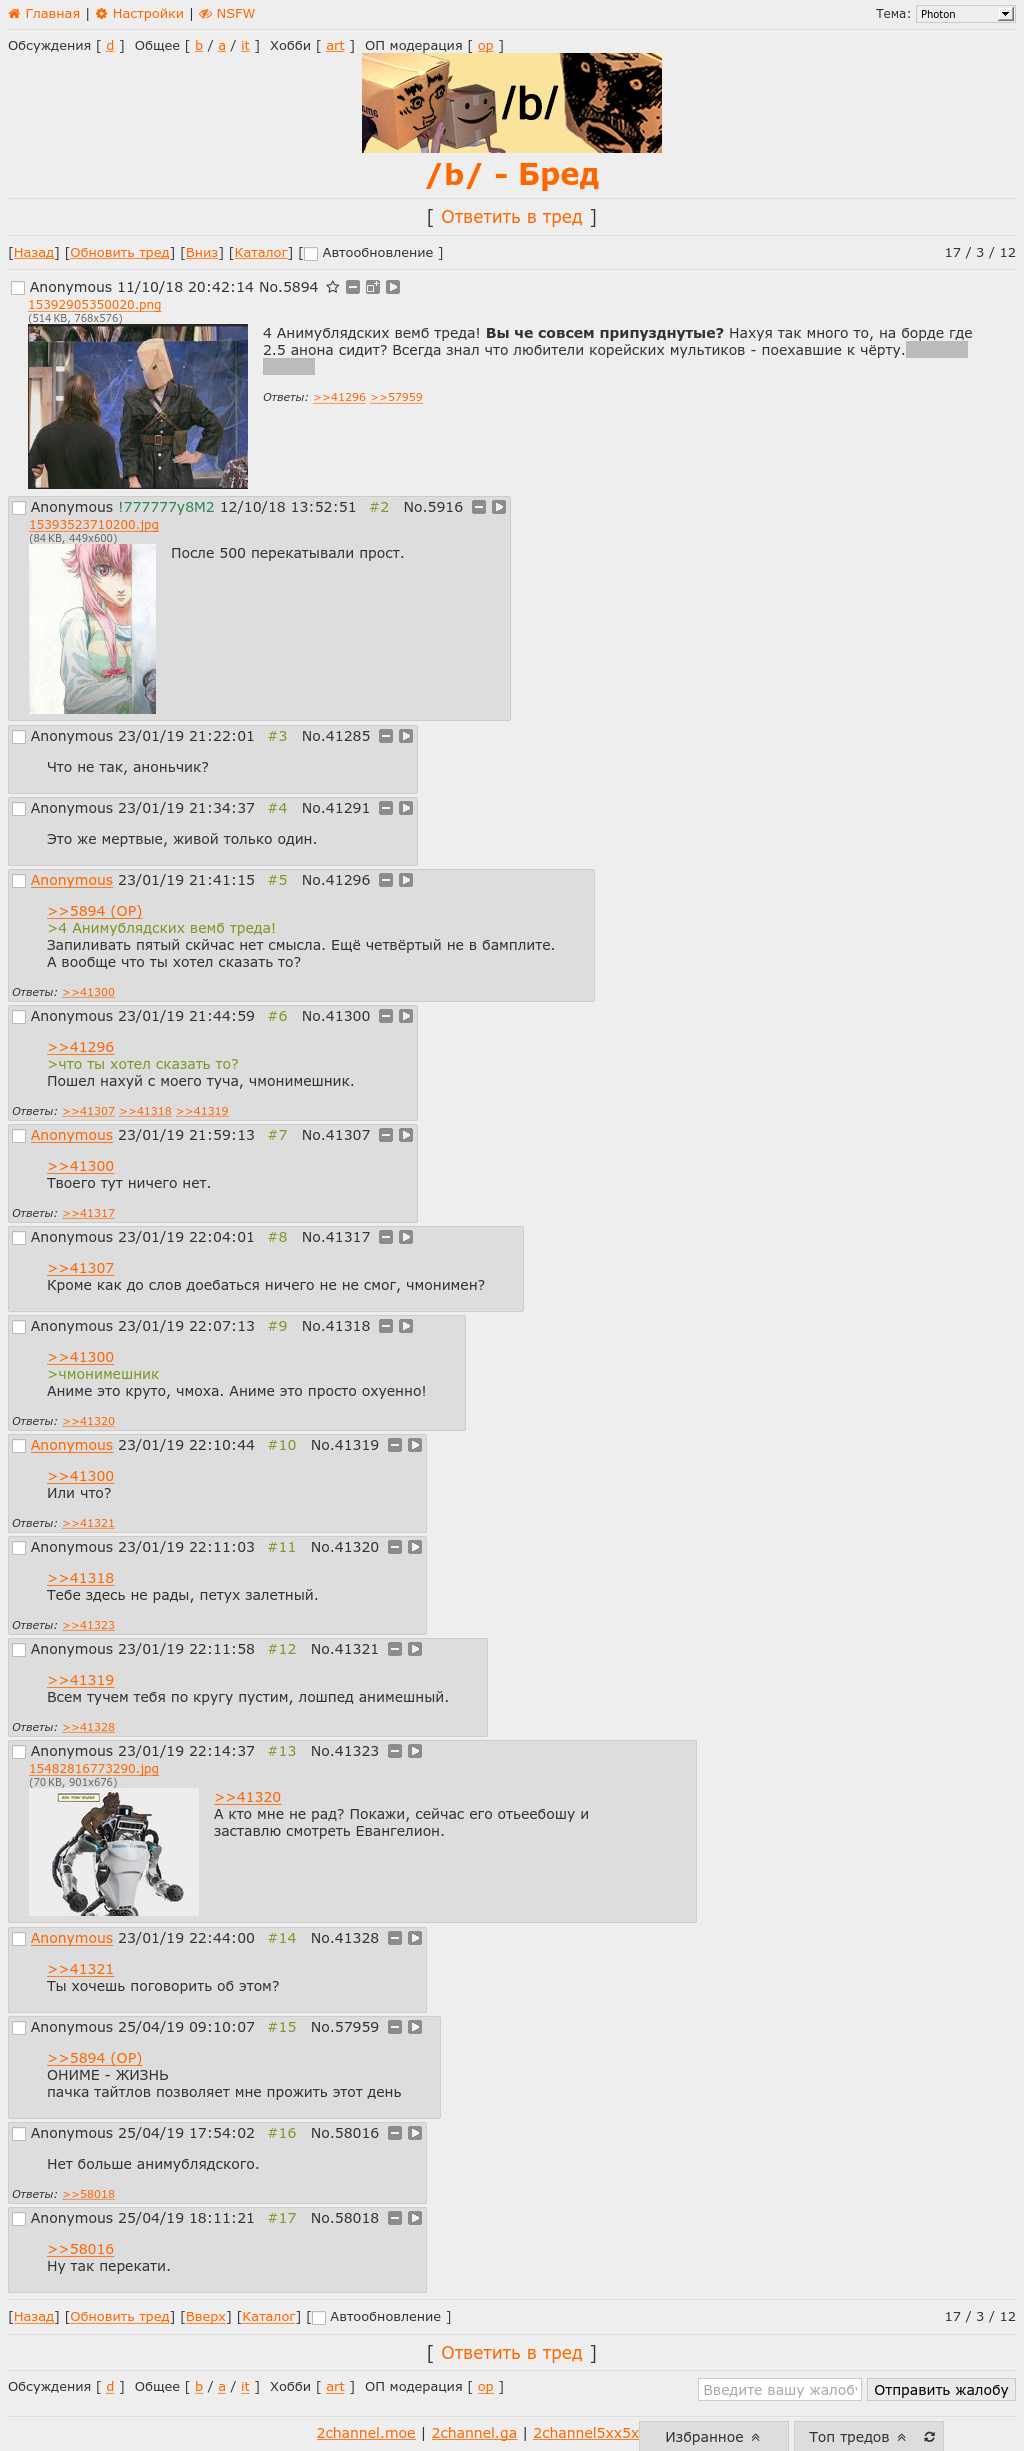 Главная | Настройки | NSFW
Тема: Photon
Обсуждения [ d ] Общее [ b / a / it ] Хобби [ art ] ОП модерация [ op ]
/b/
/b/ - Бред
[ Ответить в тред ]
[Назад] [Обновить тред] [Вниз] [Каталог] [ Автообновление ]
17 / 3 / 12
Anonymous 11/10/18 20:42:14 No.5894
15392905350020.png
(514 KB, 768x576)
4 Анимублядских вемб треда! Вы че совсем припузднутые? Нахуя так много то, на борде где
2.5 анона сидит? Всегда знал что любители корейских мультиков - поехавшие к чёрту.
Ответы: >>41296 >>57959
Anonymous !777777y8M2 12/10/18 13:52:51 #2 No.5916
15393523710200.jpg
(84 KB, 449x600)
После 500 перекатывали прост.
Anonymous 23/01/19 21:22:01 #3 No.41285
Что не так, аноньчик?
Anonymous 23/01/19 21:34:37 #4 No.41291
Это же мертвые, живой только один.
Anonymous 23/01/19 21:41:15 #5 No.41296
>>5894 (OP)
>4 Анимублядских вемб треда!
Запиливать пятый скйчас нет смысла. Ещё четвёртый не в бамплите.
А вообще что ты хотел сказать то?
Ответы: >>41300
Anonymous 23/01/19 21:44:59 #6 No.41300
>>41296
>что ты хотел сказать то?
Пошел нахуй с моего туча, чмонимешник.
Ответы: >>41307 >>41318 >>41319
Anonymous 23/01/19 21:59:13 #7 No.41307
>>41300
Твоего тут ничего нет.
Ответы: >>41317
Anonymous 23/01/19 22:04:01 #8 No.41317
>>41307
Кроме как до слов доебаться ничего не не смог, чмонимен?
Anonymous 23/01/19 22:07:13 #9 No.41318
>>41300
>чмонимешник
Аниме это круто, чмоха. Аниме это просто охуенно!
Ответы: >>41320
Anonymous 23/01/19 22:10:44 #10 No.41319
>>41300
Или что?
Ответы: >>41321
Anonymous 23/01/19 22:11:03 #11 No.41320
>>41318
Тебе здесь не рады, петух залетный.
Ответы: >>41323
Anonymous 23/01/19 22:11:58 #12 No.41321
>>41319
Всем тучем тебя по кругу пустим, лошпед анимешный.
Ответы: >>41328
Anonymous 23/01/19 22:14:37 #13 No.41323
15482816773290.jpg
(70 KB, 901x676)
>>41320
А кто мне не рад? Покажи, сейчас его отьеебошу и
заставлю смотреть Евангелион.
Anonymous 23/01/19 22:44:00 #14 No.41328
>>41321
Ты хочешь поговорить об этом?
Anonymous 25/04/19 09:10:07 #15 No.57959
>>5894 (OP)
ОНИМЕ - ЖИЗНЬ
пачка тайтлов позволяет мне прожить этот день
Anonymous 25/04/19 17:54:02 #16 No.58016
Нет больше анимублядского.
Ответы: >>58018
Anonymous 25/04/19 18:11:21 #17 No.58018
>>58016
Ну так перекати.
[Назад] [Обновить тред] [Вверх] [Каталог] [ Автообновление ]
17 / 3 / 12
[ Ответить в тред ]
Обсуждения [ d ] Общее [ b / a / it ] Хобби [ art ] ОП модерация [ op ]
Введите вашу жалобу Отправить жалобу
2channel.moe | 2channel.ga | 2channel5xx5x
Избранное Топ тредов